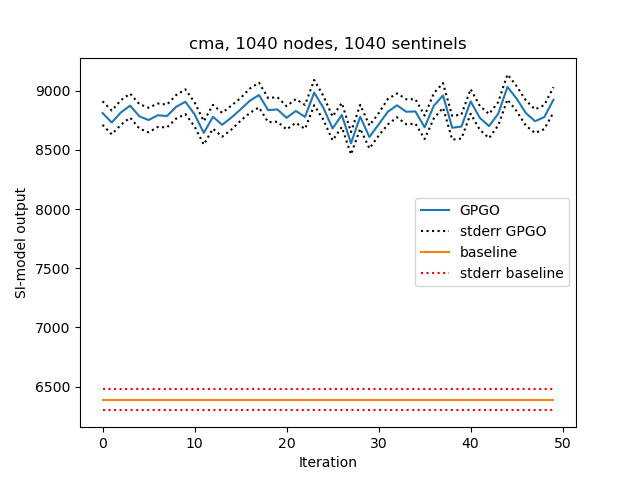 cma, 1040 nodes, 1040 sentinels
9000
8500
8000
7500
7000
6500
SI-model output
GPGO
stderr GPGO
baseline
stderr baseline
0 10 20 30 40 50
Iteration